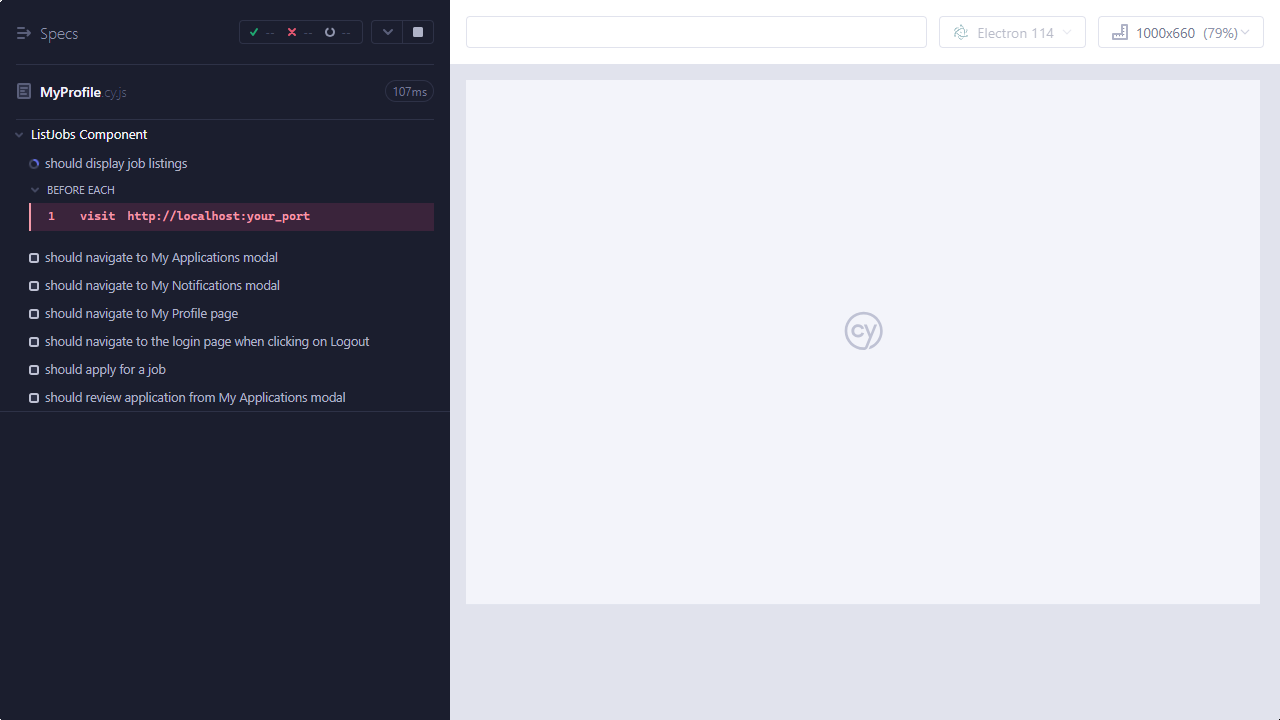 Specs
-- -- --
Electron 114
1000x660 (79%)
MyProfile.cy.js
107ms
ListJobs Component
should display job listings
BEFORE EACH
1 visit http://localhost:your_port
should navigate to My Applications modal
should navigate to My Notifications modal
should navigate to My Profile page
should navigate to the login page when clicking on Logout
should apply for a job
should review application from My Applications modal
cy